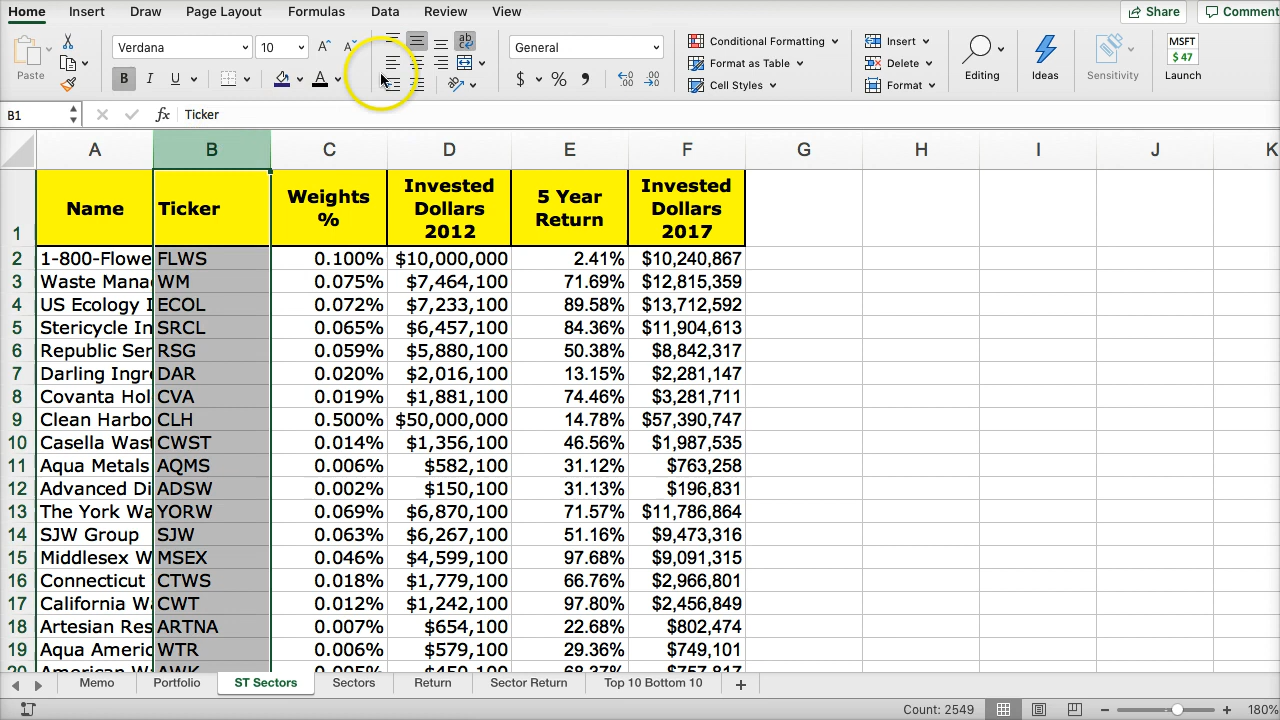 Home Insert Draw Page Layout Formulas Data Review View Share Comment
Paste Verdana 10 A A General Conditional Formatting Insert MSFT
Format as Table Delete $ 47
B I U A ab $ % Cell Styles Format Editing Ideas Sensitivity Launch
B1 fx Ticker
A B C D E F G H I J K
1 Name Ticker Weights % Invested Dollars 2012 5 Year Return Invested Dollars 2017
2 1-800-Flowe FLWS 0.100% $10,000,000 2.41% $10,240,867
3 Waste Mana WM 0.075% $7,464,100 71.69% $12,815,359
4 US Ecology I ECOL 0.072% $7,233,100 89.58% $13,712,592
5 Stericycle In SRCL 0.065% $6,457,100 84.36% $11,904,613
6 Republic Ser RSG 0.059% $5,880,100 50.38% $8,842,317
7 Darling Ingr DAR 0.020% $2,016,100 13.15% $2,281,147
8 Covanta Hol CVA 0.019% $1,881,100 74.46% $3,281,711
9 Clean Harbo CLH 0.500% $50,000,000 14.78% $57,390,747
10 Casella Wast CWST 0.014% $1,356,100 46.56% $1,987,535
11 Aqua Metals AQMS 0.006% $582,100 31.12% $763,258
12 Advanced Di ADSW 0.002% $150,100 31.13% $196,831
13 The York Wa YORW 0.069% $6,870,100 71.57% $11,786,864
14 SJW Group SJW 0.063% $6,267,100 51.16% $9,473,316
15 Middlesex W MSEX 0.046% $4,599,100 97.68% $9,091,315
16 Connecticut CTWS 0.018% $1,779,100 66.76% $2,966,801
17 California Wa CWT 0.012% $1,242,100 97.80% $2,456,849
18 Artesian Res ARTNA 0.007% $654,100 22.68% $802,474
19 Aqua Americ WTR 0.006% $579,100 29.36% $749,101
20 American Wa AWK 0.005% $450,100 68.37% $757,817
Memo Portfolio ST Sectors Sectors Return Sector Return Top 10 Bottom 10
Count: 2549 180%